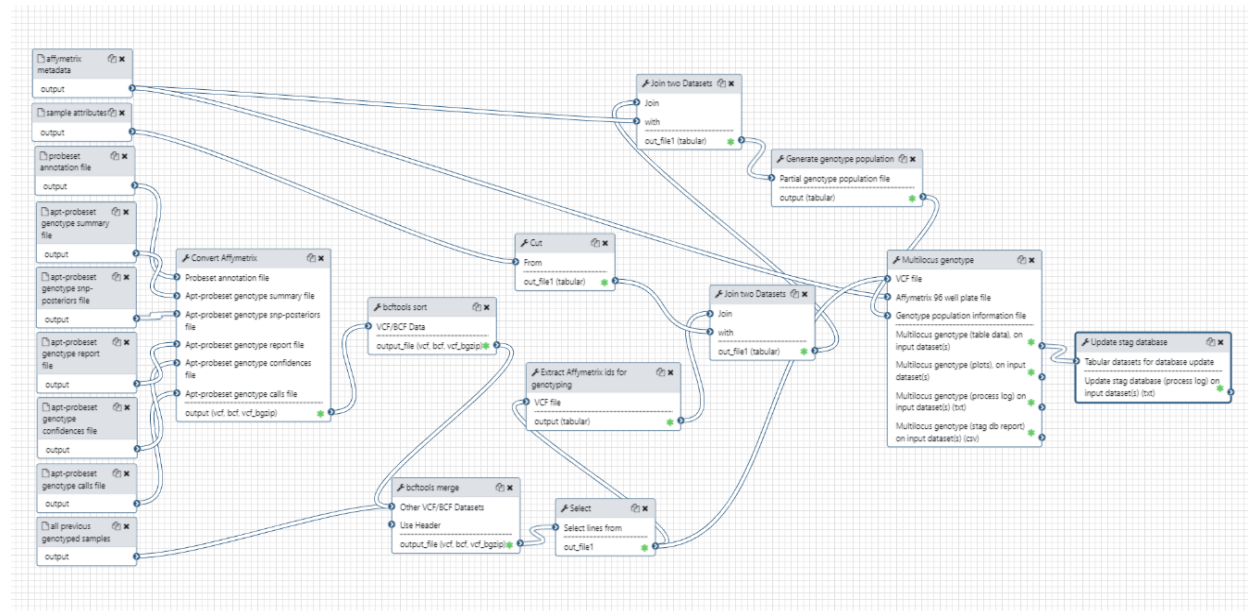 affymetrix
metadata
output
sample attributes
output
probeset
annotation file
output
apt-probeset
genotype summary
file
output
apt-probeset
genotype snp-
posteriors file
output
apt-probeset
genotype report
file
output
apt-probeset
genotype
confidences file
output
apt-probeset
genotype calls file
output
all previous
genotyped samples
output
Convert Affymetrix
Probeset annotation file
Apt-probeset genotype summary file
Apt-probeset genotype snp-posteriors
file
Apt-probeset genotype report file
Apt-probeset genotype confidences
file
Apt-probeset genotype calls file
output (vcf, bcf, vcf_bgzip)
bcftools sort
VCF/BCF Data
output_file (vcf, bcf, vcf_bgzip)
bcftools merge
Other VCF/BCF Datasets
Use Header
output_file (vcf, bcf, vcf_bgzip)
Cut
From
out_file1 (tabular)
Extract Affymetrix ids for
genotyping
VCF file
output (tabular)
Select
Select lines from
out_file1
Join two Datasets
Join
with
out_file1 (tabular)
Join two Datasets
Join
with
out_file1 (tabular)
Generate genotype population
Partial genotype population file
output (tabular)
Multilocus genotype
VCF file
Affymetrix 96 well plate file
Genotype population information file
Multilocus genotype (table data), on
input dataset(s)
Multilocus genotype (plots), on input
dataset(s)
Multilocus genotype (process log) on
input dataset(s) (txt)
Multilocus genotype (stag db report)
on input dataset(s) (csv)
Update stag database
Tabular datasets for database update
Update stag database (process log) on
input dataset(s) (txt)